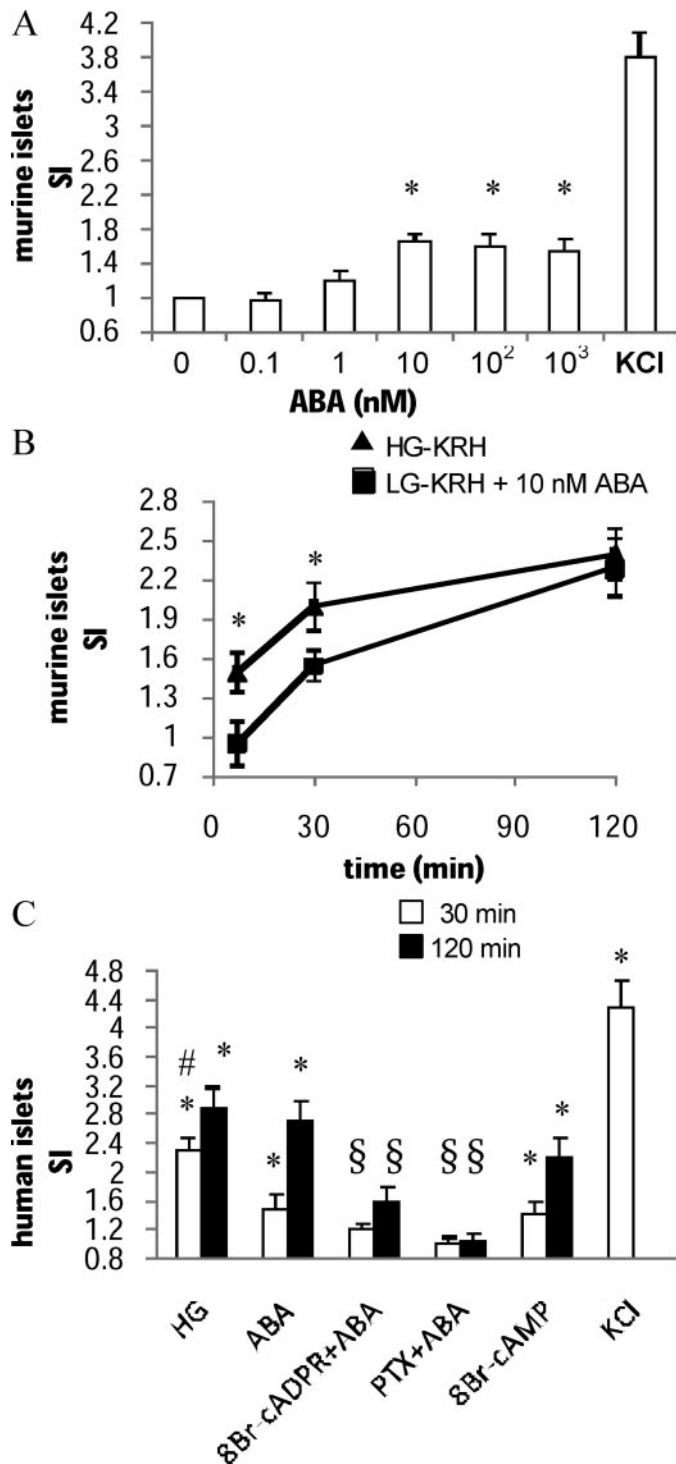 A
murine islets
SI
4.2
3.8
3.4
3
2.6
2.2
1.8
1.4
1
0.6
* * *
0 0.1 1 10 10² 10³ KCl
ABA (nM)
B
▲ HG-KRH
■ LG-KRH + 10 nM ABA
murine islets
SI
2.8
2.5
2.2
1.9
1.6
1.3
1
0.7
* *
0 30 60 90 120
time (min)
C
□ 30 min
■ 120 min
human islets
SI
4.8
4.4
4
3.6
3.2
2.8
2.4
2
1.6
1.2
0.8
# * * * * § § § § * * *
HG ABA 8Br-cADPR+ABA PTX+ABA 8Br-cAMP KCl